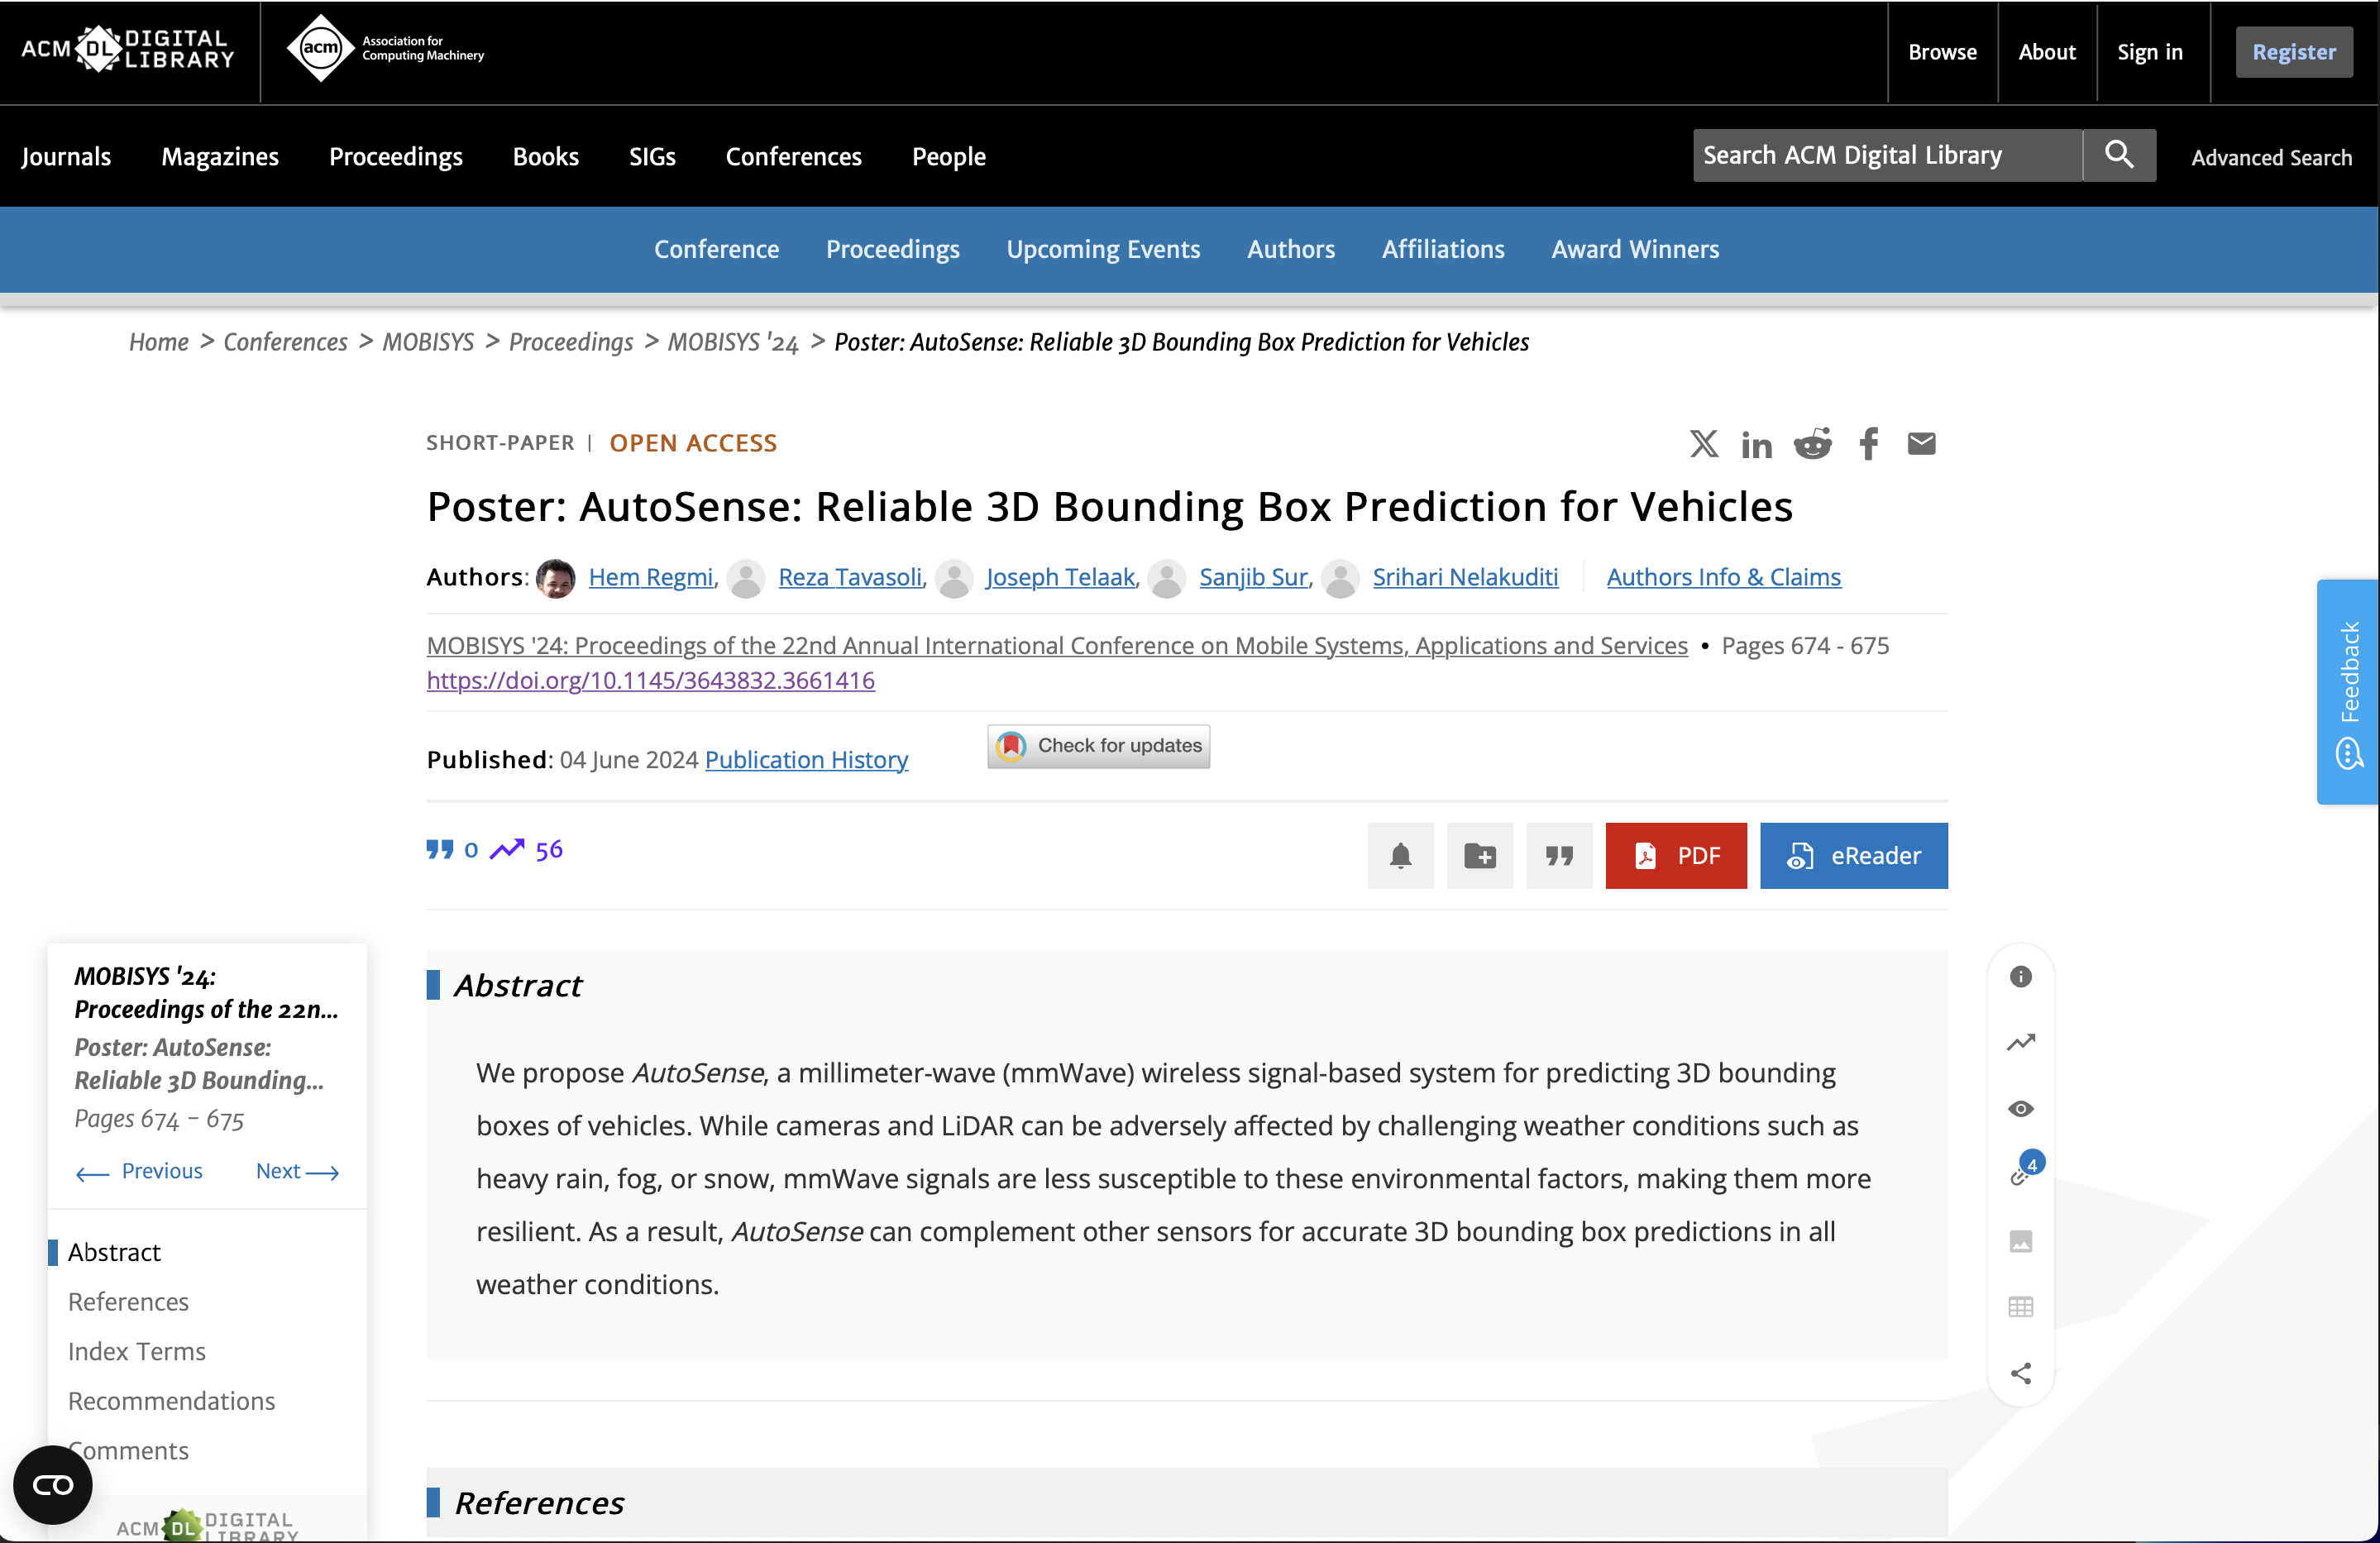 ACM DL DIGITAL LIBRARY
acm Association for Computing Machinery
Browse
About
Sign in
Register
Journals
Magazines
Proceedings
Books
SIGs
Conferences
People
Search ACM Digital Library
Advanced Search
Conference
Proceedings
Upcoming Events
Authors
Affiliations
Award Winners
Home > Conferences > MOBISYS > Proceedings > MOBISYS '24 > Poster: AutoSense: Reliable 3D Bounding Box Prediction for Vehicles
SHORT-PAPER | OPEN ACCESS
Poster: AutoSense: Reliable 3D Bounding Box Prediction for Vehicles
Authors: Hem Regmi, Reza Tavasoli, Joseph Telaak, Sanjib Sur, Srihari Nelakuditi Authors Info & Claims
MOBISYS '24: Proceedings of the 22nd Annual International Conference on Mobile Systems, Applications and Services • Pages 674 - 675
https://doi.org/10.1145/3643832.3661416
Published: 04 June 2024 Publication History
Check for updates
0 56
PDF
eReader
Feedback
MOBISYS '24:
Proceedings of the 22n...
Poster: AutoSense:
Reliable 3D Bounding...
Pages 674 – 675
Previous
Next
Abstract
References
Index Terms
Recommendations
Comments
ACM DL DIGITAL LIBRARY
Abstract
We propose AutoSense, a millimeter-wave (mmWave) wireless signal-based system for predicting 3D bounding
boxes of vehicles. While cameras and LiDAR can be adversely affected by challenging weather conditions such as
heavy rain, fog, or snow, mmWave signals are less susceptible to these environmental factors, making them more
resilient. As a result, AutoSense can complement other sensors for accurate 3D bounding box predictions in all
weather conditions.
4
References